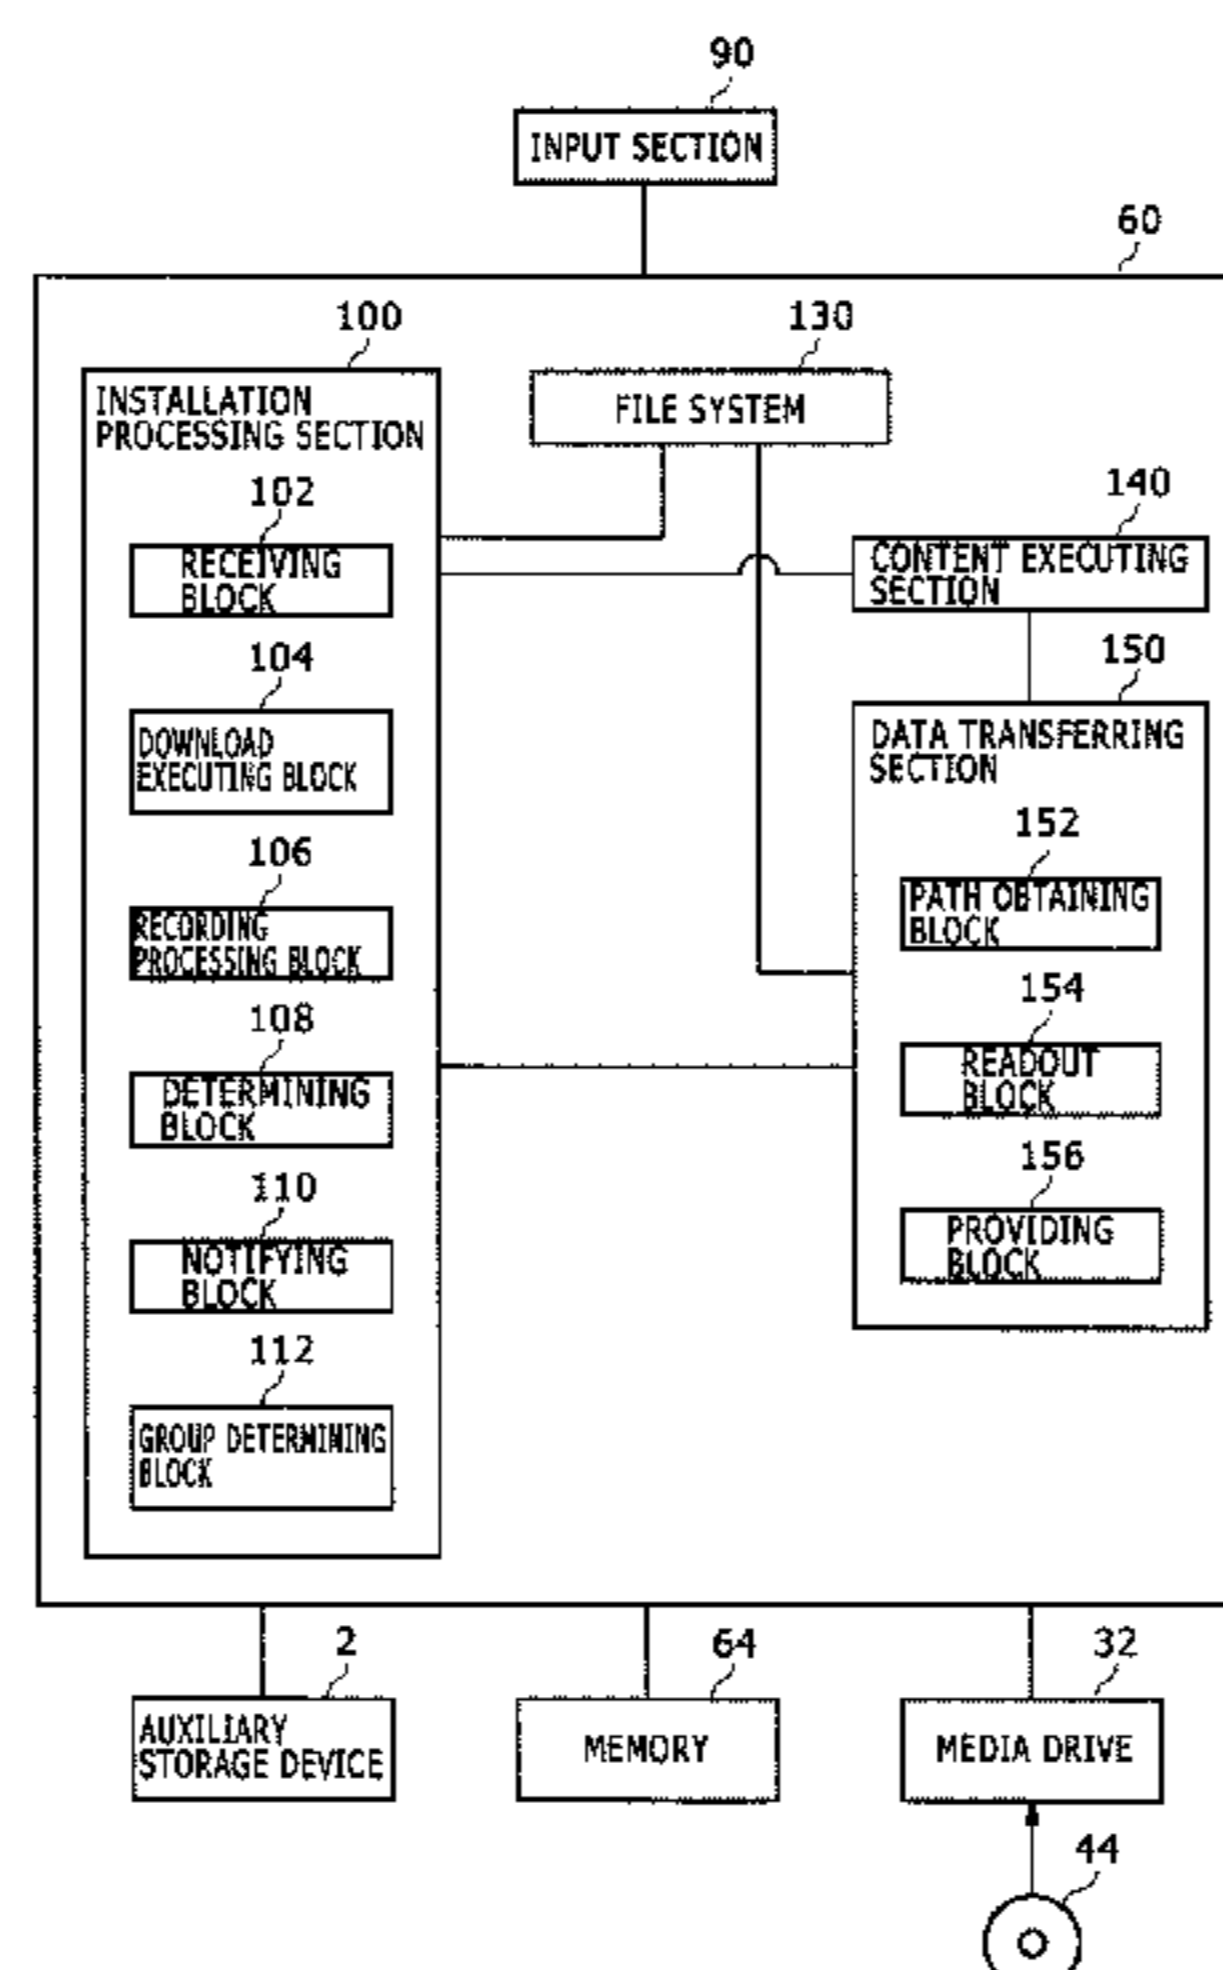 90
INPUT SECTION
60
100
INSTALLATION
PROCESSING SECTION
102
RECEIVING
BLOCK
104
DOWNLOAD
EXECUTING BLOCK
106
RECORDING
PROCESSING BLOCK
108
DETERMINING
BLOCK
110
NOTIFYING
BLOCK
112
GROUP DETERMINING
BLOCK
130
FILE SYSTEM
140
CONTENT EXECUTING
SECTION
150
DATA TRANSFERRING
SECTION
152
PATH OBTAINING
BLOCK
154
READOUT
BLOCK
156
PROVIDING
BLOCK
2
AUXILIARY
STORAGE DEVICE
64
MEMORY
32
MEDIA DRIVE
44